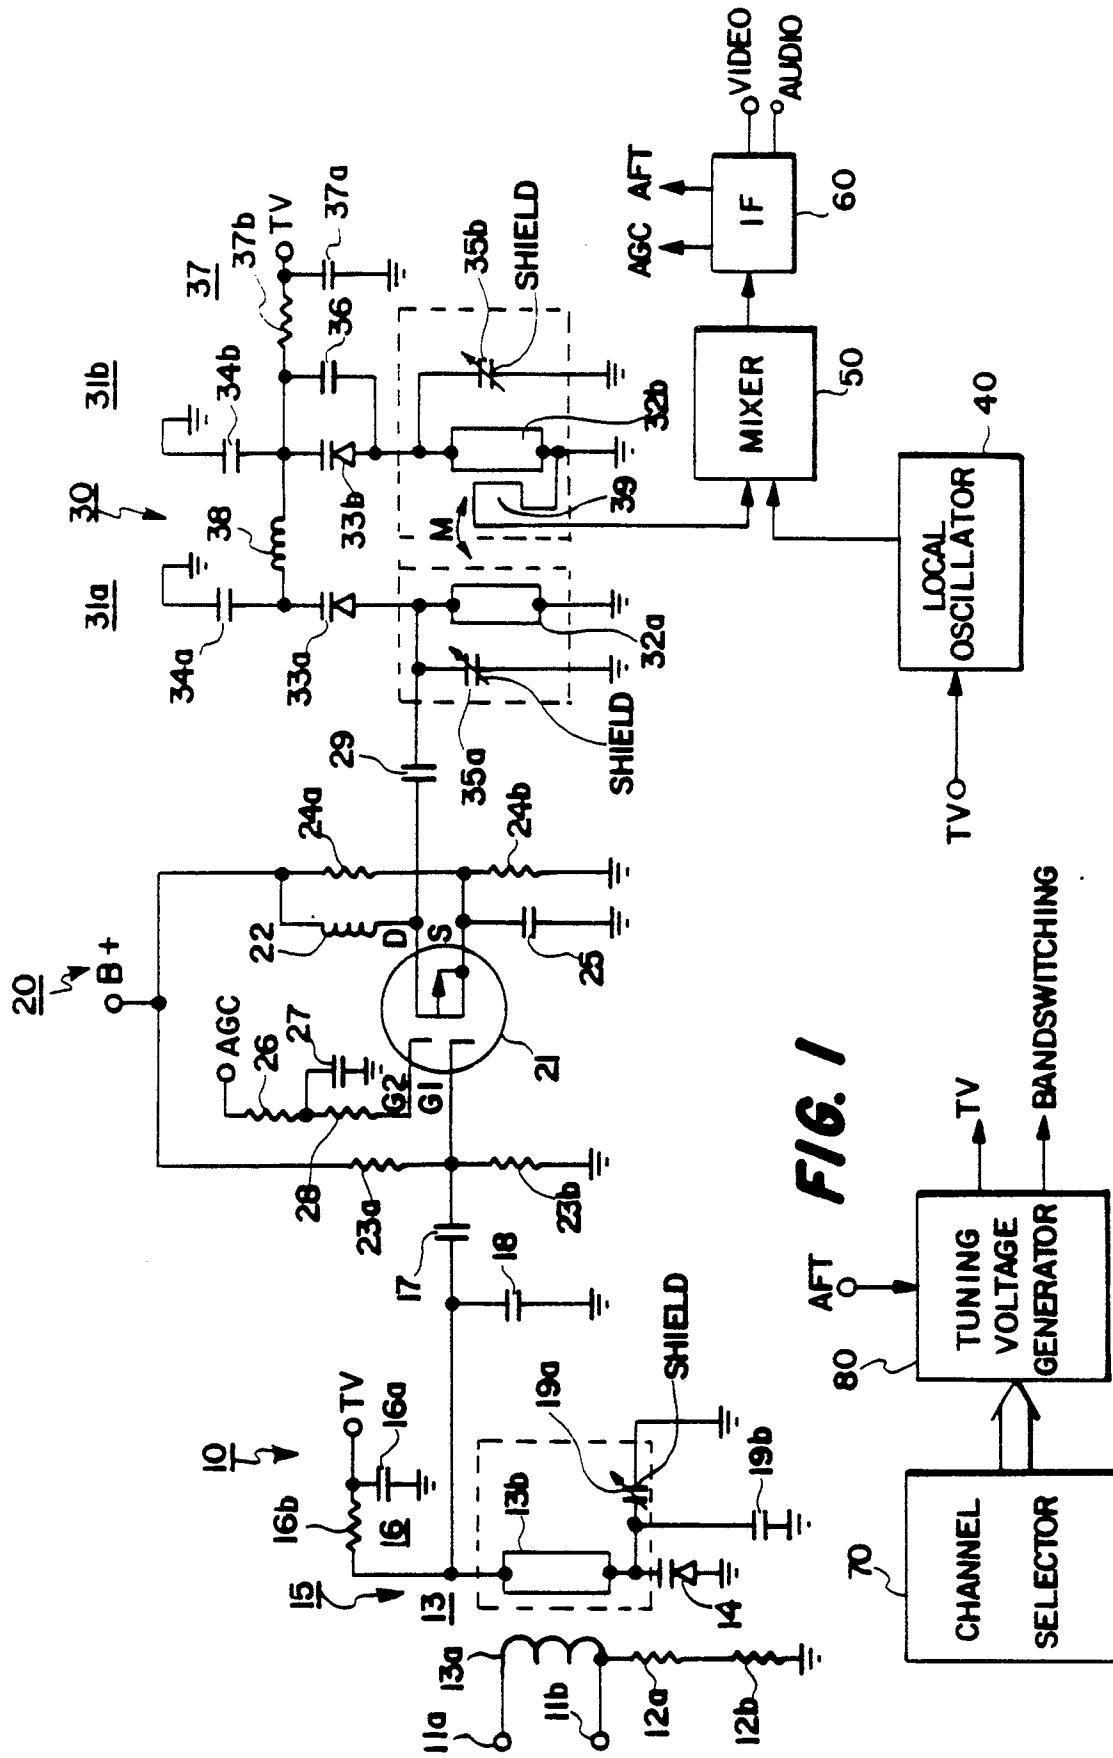 20
B+
10
15
16b
TV
16a
16
13
13a
11a
11b
12a
12b
13b
14
19a
19b
SHIELD
17
18
23a
23b
28
26
AGC
27
G2
G1
21
D
S
22
25
24a
24b
29
30
31a
31b
34a
34b
38
33a
33b
36
37
37b
TV
37a
35a
SHIELD
32a
M
39
32b
35b
SHIELD
MIXER
50
AGC
AFT
IF
60
VIDEO
AUDIO
TV
LOCAL
OSCILLATOR
40
FIG. 1
70
CHANNEL
SELECTOR
80
AFT
TUNING
VOLTAGE
GENERATOR
TV
BANDSWITCHING